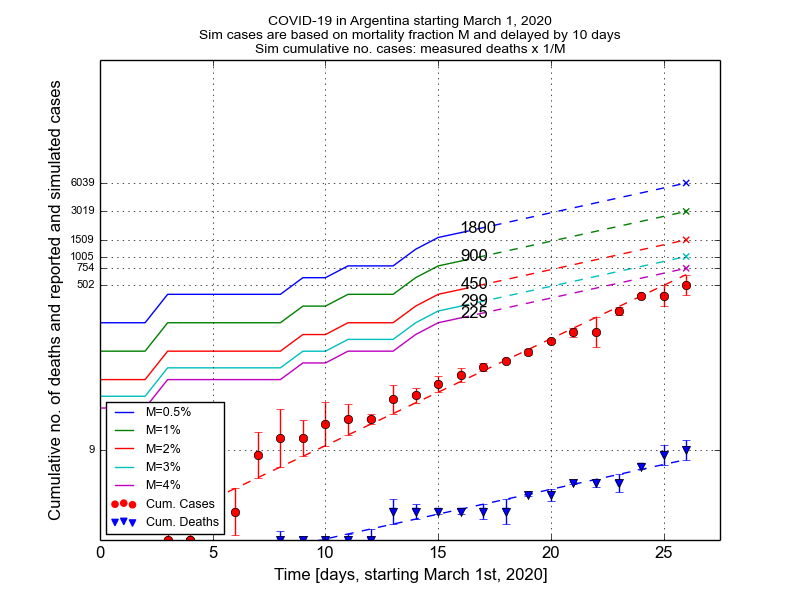 COVID-19 in Argentina starting March 1, 2020
Sim cases are based on mortality fraction M and delayed by 10 days
Sim cumulative no. cases: measured deaths x 1/M
Cumulative no. of deaths and reported and simulated cases
6039
3019
1509
1005
754
502
9
1800
900
450
299
225
M=0.5%
M=1%
M=2%
M=3%
M=4%
Cum. Cases
Cum. Deaths
0 5 10 15 20 25
Time [days, starting March 1st, 2020]